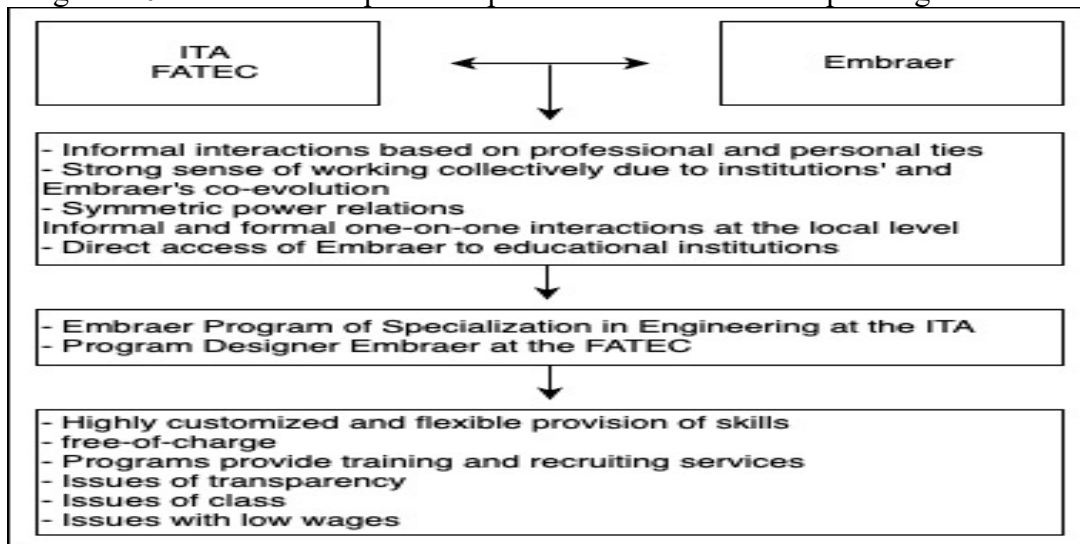 ITA
FATEC
Embraer
- Informal interactions based on professional and personal ties
- Strong sense of working collectively due to institutions' and
Embraer's co-evolution
- Symmetric power relations
Informal and formal one-on-one interactions at the local level
- Direct access of Embraer to educational institutions
- Embraer Program of Specialization in Engineering at the ITA
- Program Designer Embraer at the FATEC
- Highly customized and flexible provision of skills
- free-of-charge
- Programs provide training and recruiting services
- Issues of transparency
- Issues of class
- Issues with low wages